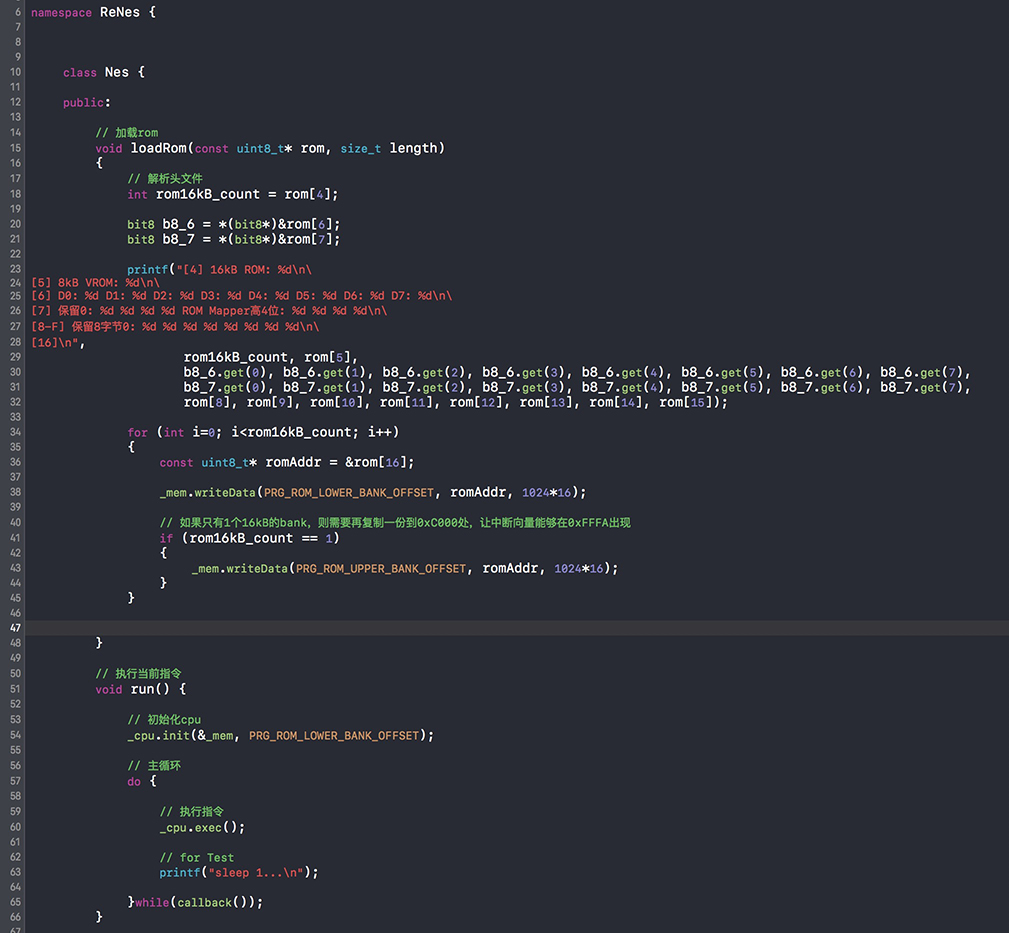 6 namespace ReNes {
7
8
9
10 class Nes {
11
12 public:
13
14 // 加载rom
15 void loadRom(const uint8_t* rom, size_t length)
16 {
17 // 解析头文件
18 int rom16kB_count = rom[4];
19
20 bit8 b8_6 = *(bit8*)&rom[6];
21 bit8 b8_7 = *(bit8*)&rom[7];
22
23 printf("[4] 16kB ROM: %d\n\
24 [5] 8kB VROM: %d\n\
25 [6] D0: %d D1: %d D2: %d D3: %d D4: %d D5: %d D6: %d D7: %d\n\
26 [7] 保留0: %d %d %d %d ROM Mapper高4位: %d %d %d %d\n\
27 [8-F] 保留8字节0: %d %d %d %d %d %d %d %d\n\
28 [16]\n",
29 rom16kB_count, rom[5],
30 b8_6.get(0), b8_6.get(1), b8_6.get(2), b8_6.get(3), b8_6.get(4), b8_6.get(5), b8_6.get(6), b8_6.get(7),
31 b8_7.get(0), b8_7.get(1), b8_7.get(2), b8_7.get(3), b8_7.get(4), b8_7.get(5), b8_7.get(6), b8_7.get(7),
32 rom[8], rom[9], rom[10], rom[11], rom[12], rom[13], rom[14], rom[15]);
33
34 for (int i=0; i<rom16kB_count; i++)
35 {
36 const uint8_t* romAddr = &rom[16];
37
38 _mem.writeData(PRG_ROM_LOWER_BANK_OFFSET, romAddr, 1024*16);
39
40 // 如果只有1个16kB的bank，则需要再复制一份到0xC000处，让中断向量能够在0xFFFA出现
41 if (rom16kB_count == 1)
42 {
43 _mem.writeData(PRG_ROM_UPPER_BANK_OFFSET, romAddr, 1024*16);
44 }
45 }
46
47
48 }
49
50 // 执行当前指令
51 void run() {
52
53 // 初始化cpu
54 _cpu.init(&_mem, PRG_ROM_LOWER_BANK_OFFSET);
55
56 // 主循环
57 do {
58
59 // 执行指令
60 _cpu.exec();
61
62 // for Test
63 printf("sleep 1...\n");
64
65 }while(callback());
66 }
67